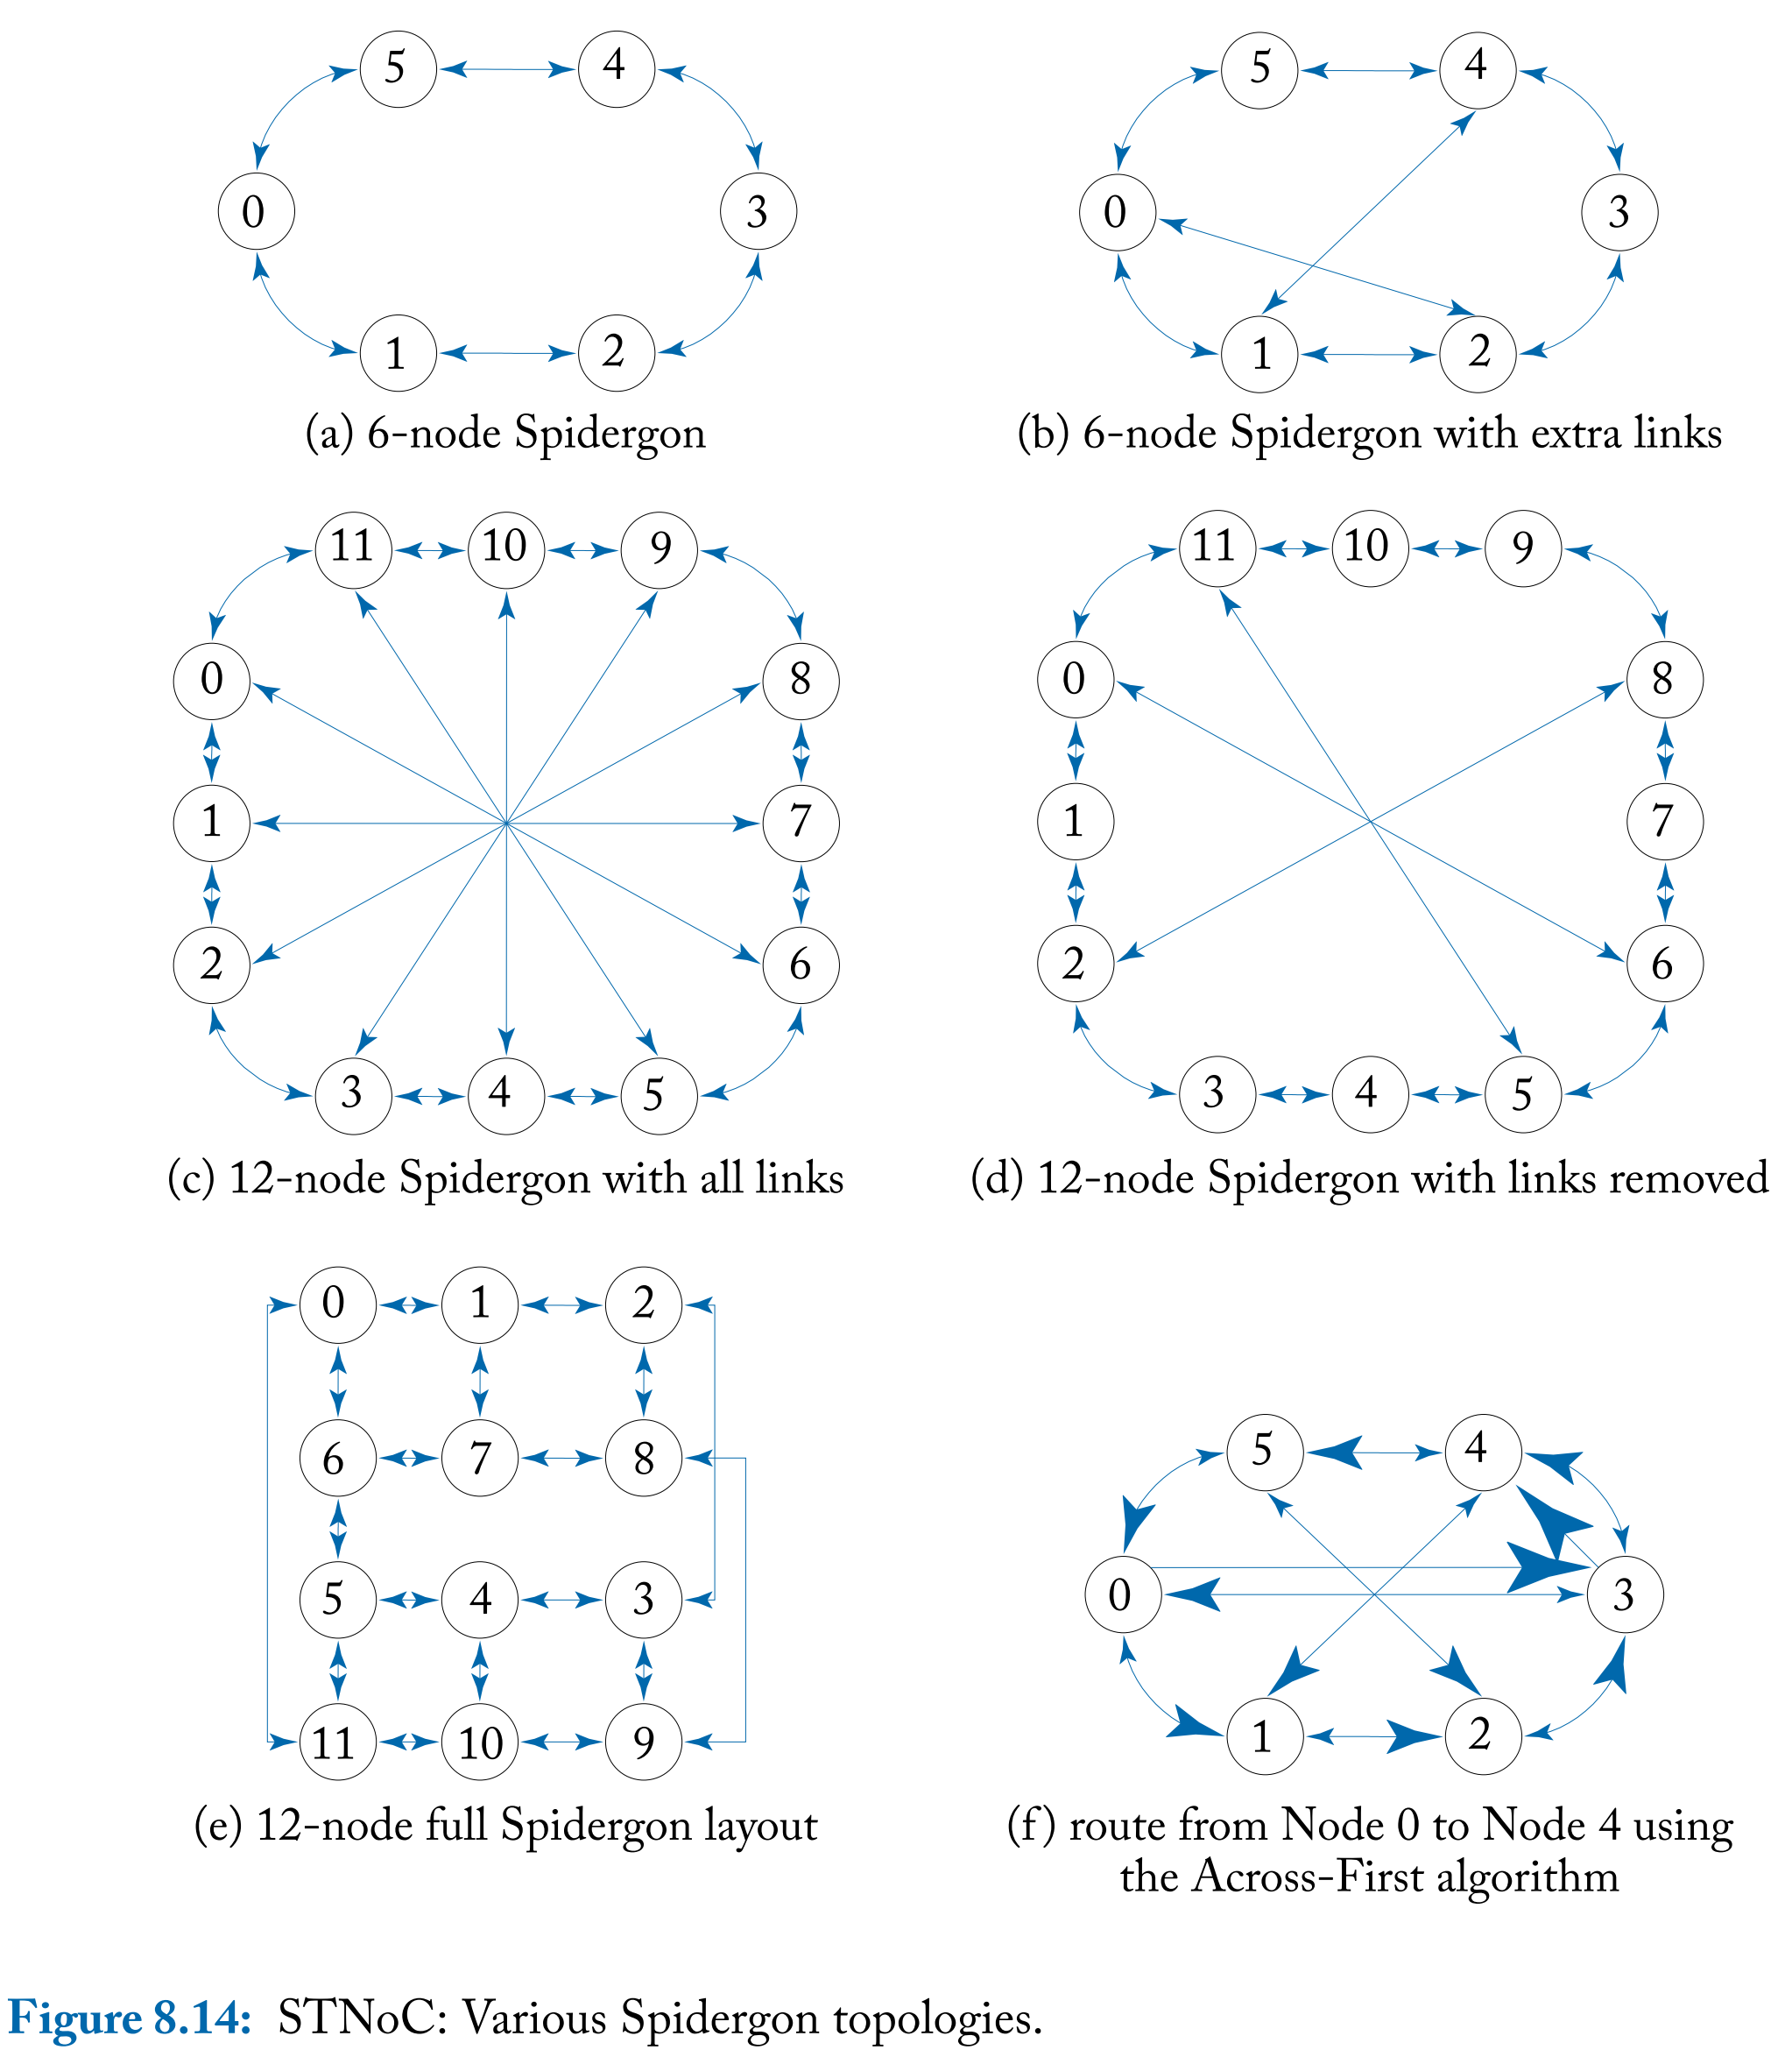 5 4
0 3
1 2
(a) 6-node Spidergon
5 4
0 3
1 2
(b) 6-node Spidergon with extra links
11 10 9
0 8
1 7
2 6
3 4 5
(c) 12-node Spidergon with all links
11 10 9
0 8
1 7
2 6
3 4 5
(d) 12-node Spidergon with links removed
0 1 2
6 7 8
5 4 3
11 10 9
(e) 12-node full Spidergon layout
5 4
0 3
1 2
(f) route from Node 0 to Node 4 using
the Across-First algorithm
Figure 8.14: STNoC: Various Spidergon topologies.